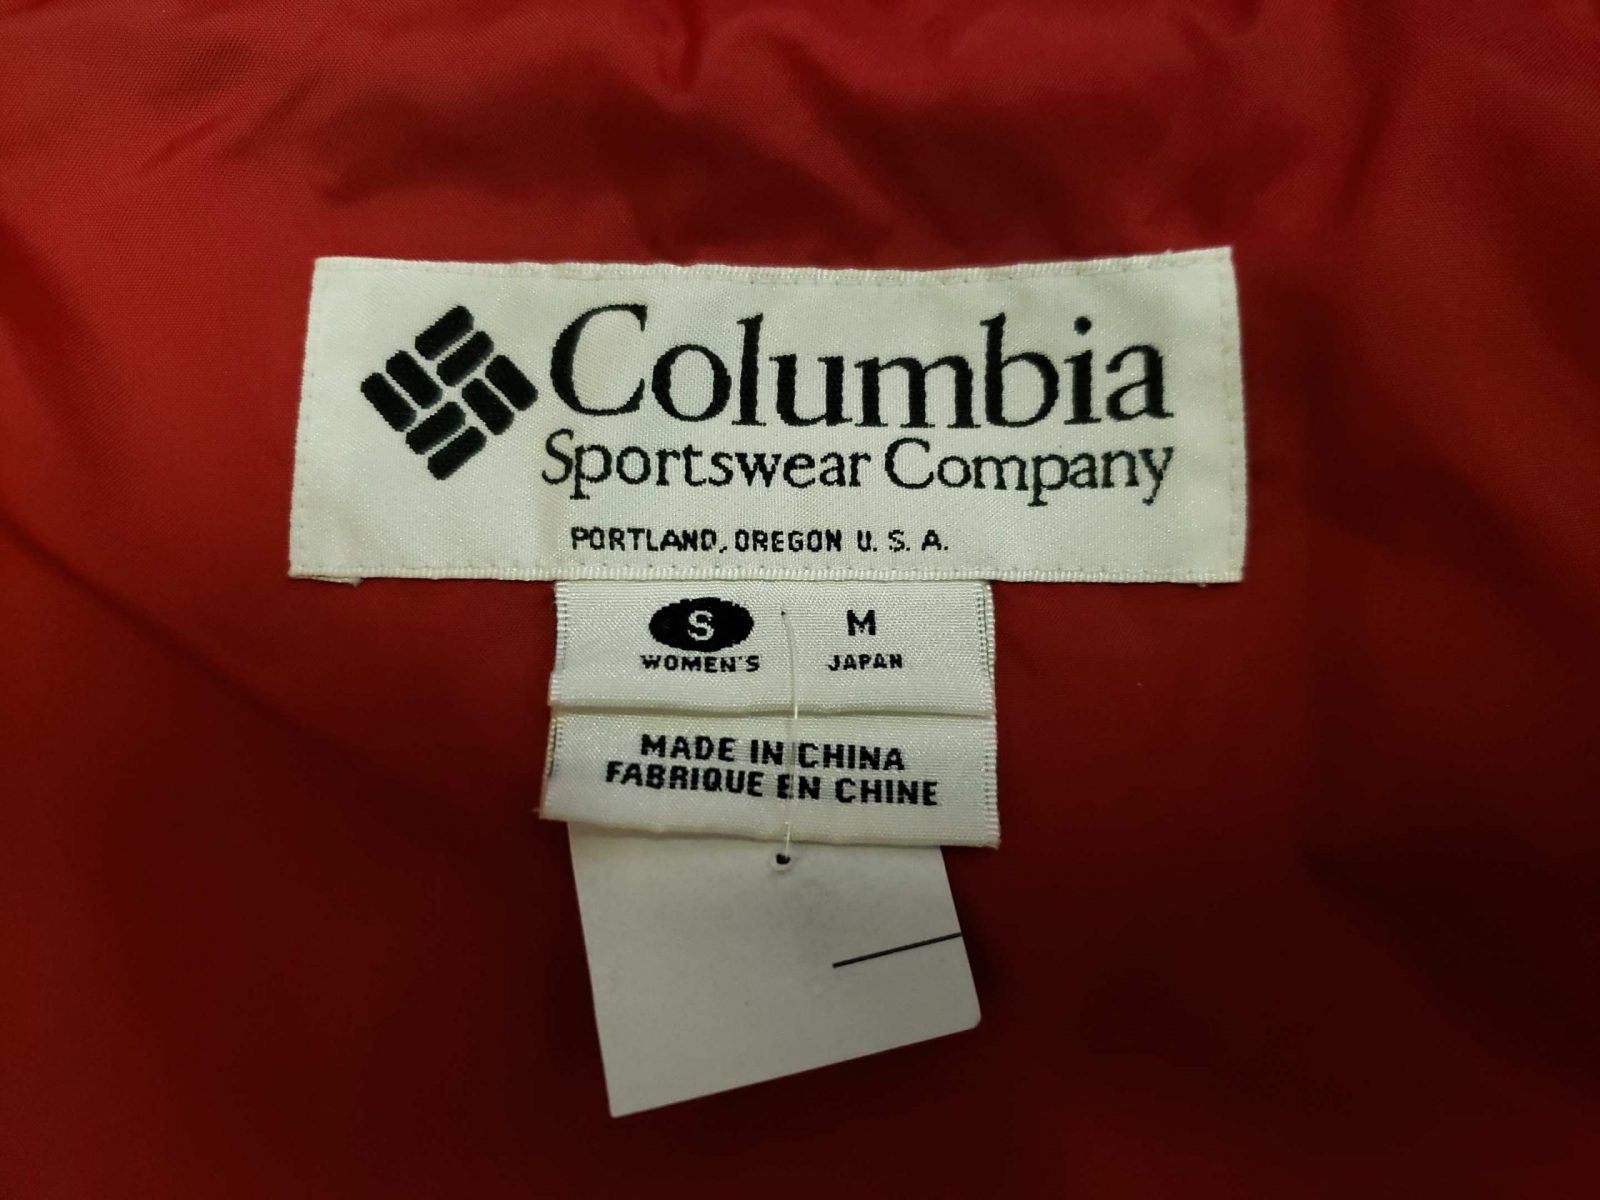 Columbia
Sportswear Company
PORTLAND, OREGON U. S. A.
S M
WOMEN'S JAPAN
MADE IN CHINA
FABRIQUE EN CHINE